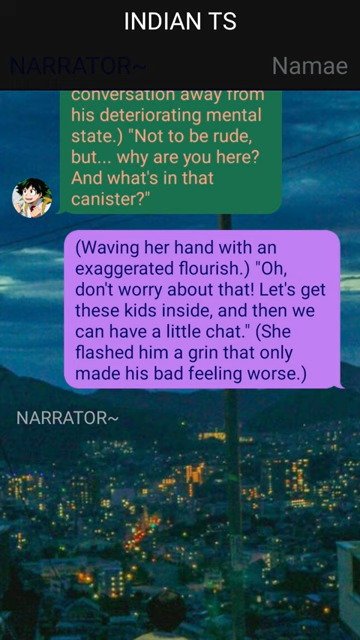 INDIAN TS
NARRATOR~
Namae
conversation away from
his deteriorating mental
state.) "Not to be rude,
but... why are you here?
And what's in that
canister?"
(Waving her hand with an
exaggerated flourish.) "Oh,
don't worry about that! Let's get
these kids inside, and then we
can have a little chat." (She
flashed him a grin that only
made his bad feeling worse.)
NARRATOR~